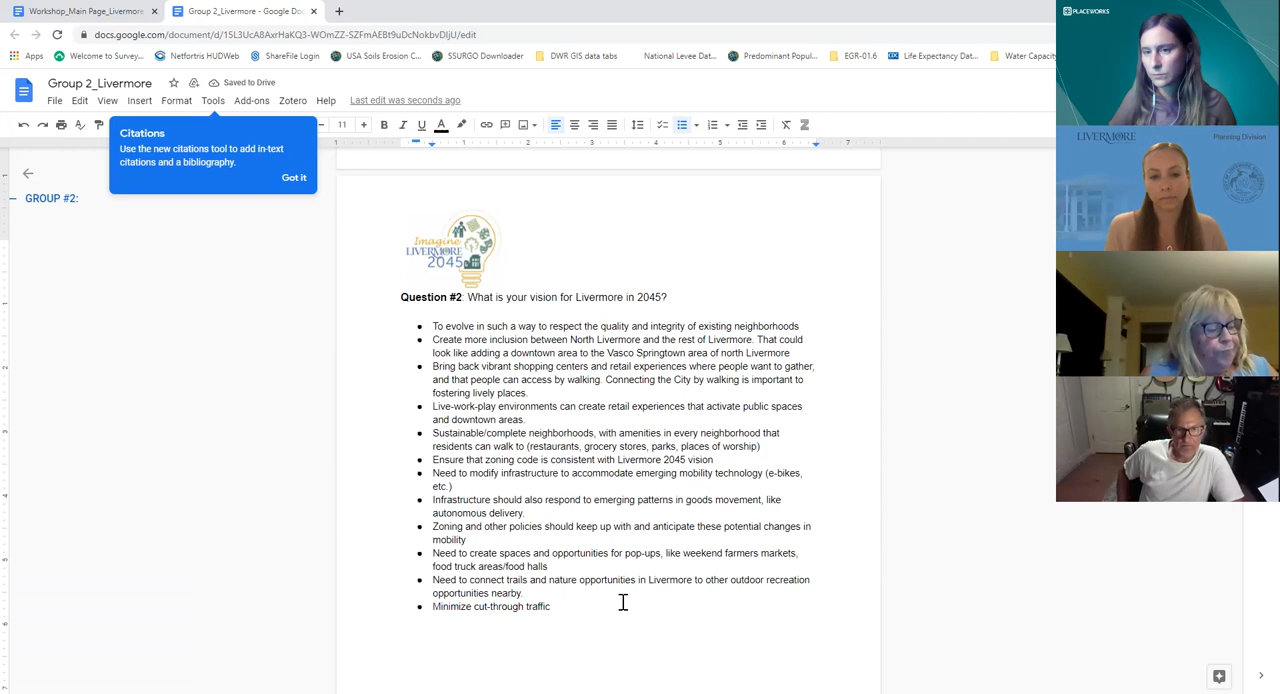 Workshop_Main Page_Livermore
Group 2_Livermore - Google Doc
docs.google.com/document/d/15L3UcA8AxrHaKQ3-WOmZZ-SZFmAEBt9uDcNokbvDIjU/edit
Apps
Welcome to Survey...
Netfortris HUDWeb
ShareFile Login
USA Soils Erosion C...
SSURGO Downloader
DWR GIS data tabs
National Levee Dat...
Predominant Popul...
EGR-01.6
Life Expectancy Dat...
Water Capacity
Group 2_Livermore
Saved to Drive
File Edit View Insert Format Tools Add-ons Zotero Help Last edit was seconds ago
11
Citations
Use the new citations tool to add in-text
citations and a bibliography.
Got it
GROUP #2:
Imagine
LIVERMORE
2045
Question #2: What is your vision for Livermore in 2045?
● To evolve in such a way to respect the quality and integrity of existing neighborhoods
● Create more inclusion between North Livermore and the rest of Livermore. That could
look like adding a downtown area to the Vasco Springtown area of north Livermore
● Bring back vibrant shopping centers and retail experiences where people want to gather,
and that people can access by walking. Connecting the City by walking is important to
fostering lively places.
● Live-work-play environments can create retail experiences that activate public spaces
and downtown areas.
● Sustainable/complete neighborhoods, with amenities in every neighborhood that
residents can walk to (restaurants, grocery stores, parks, places of worship)
● Ensure that zoning code is consistent with Livermore 2045 vision
● Need to modify infrastructure to accommodate emerging mobility technology (e-bikes,
etc.)
● Infrastructure should also respond to emerging patterns in goods movement, like
autonomous delivery.
● Zoning and other policies should keep up with and anticipate these potential changes in
mobility
● Need to create spaces and opportunities for pop-ups, like weekend farmers markets,
food truck areas/food halls
● Need to connect trails and nature opportunities in Livermore to other outdoor recreation
opportunities nearby.
● Minimize cut-through traffic
PLACEWORKS
LIVERMORE
Planning Division